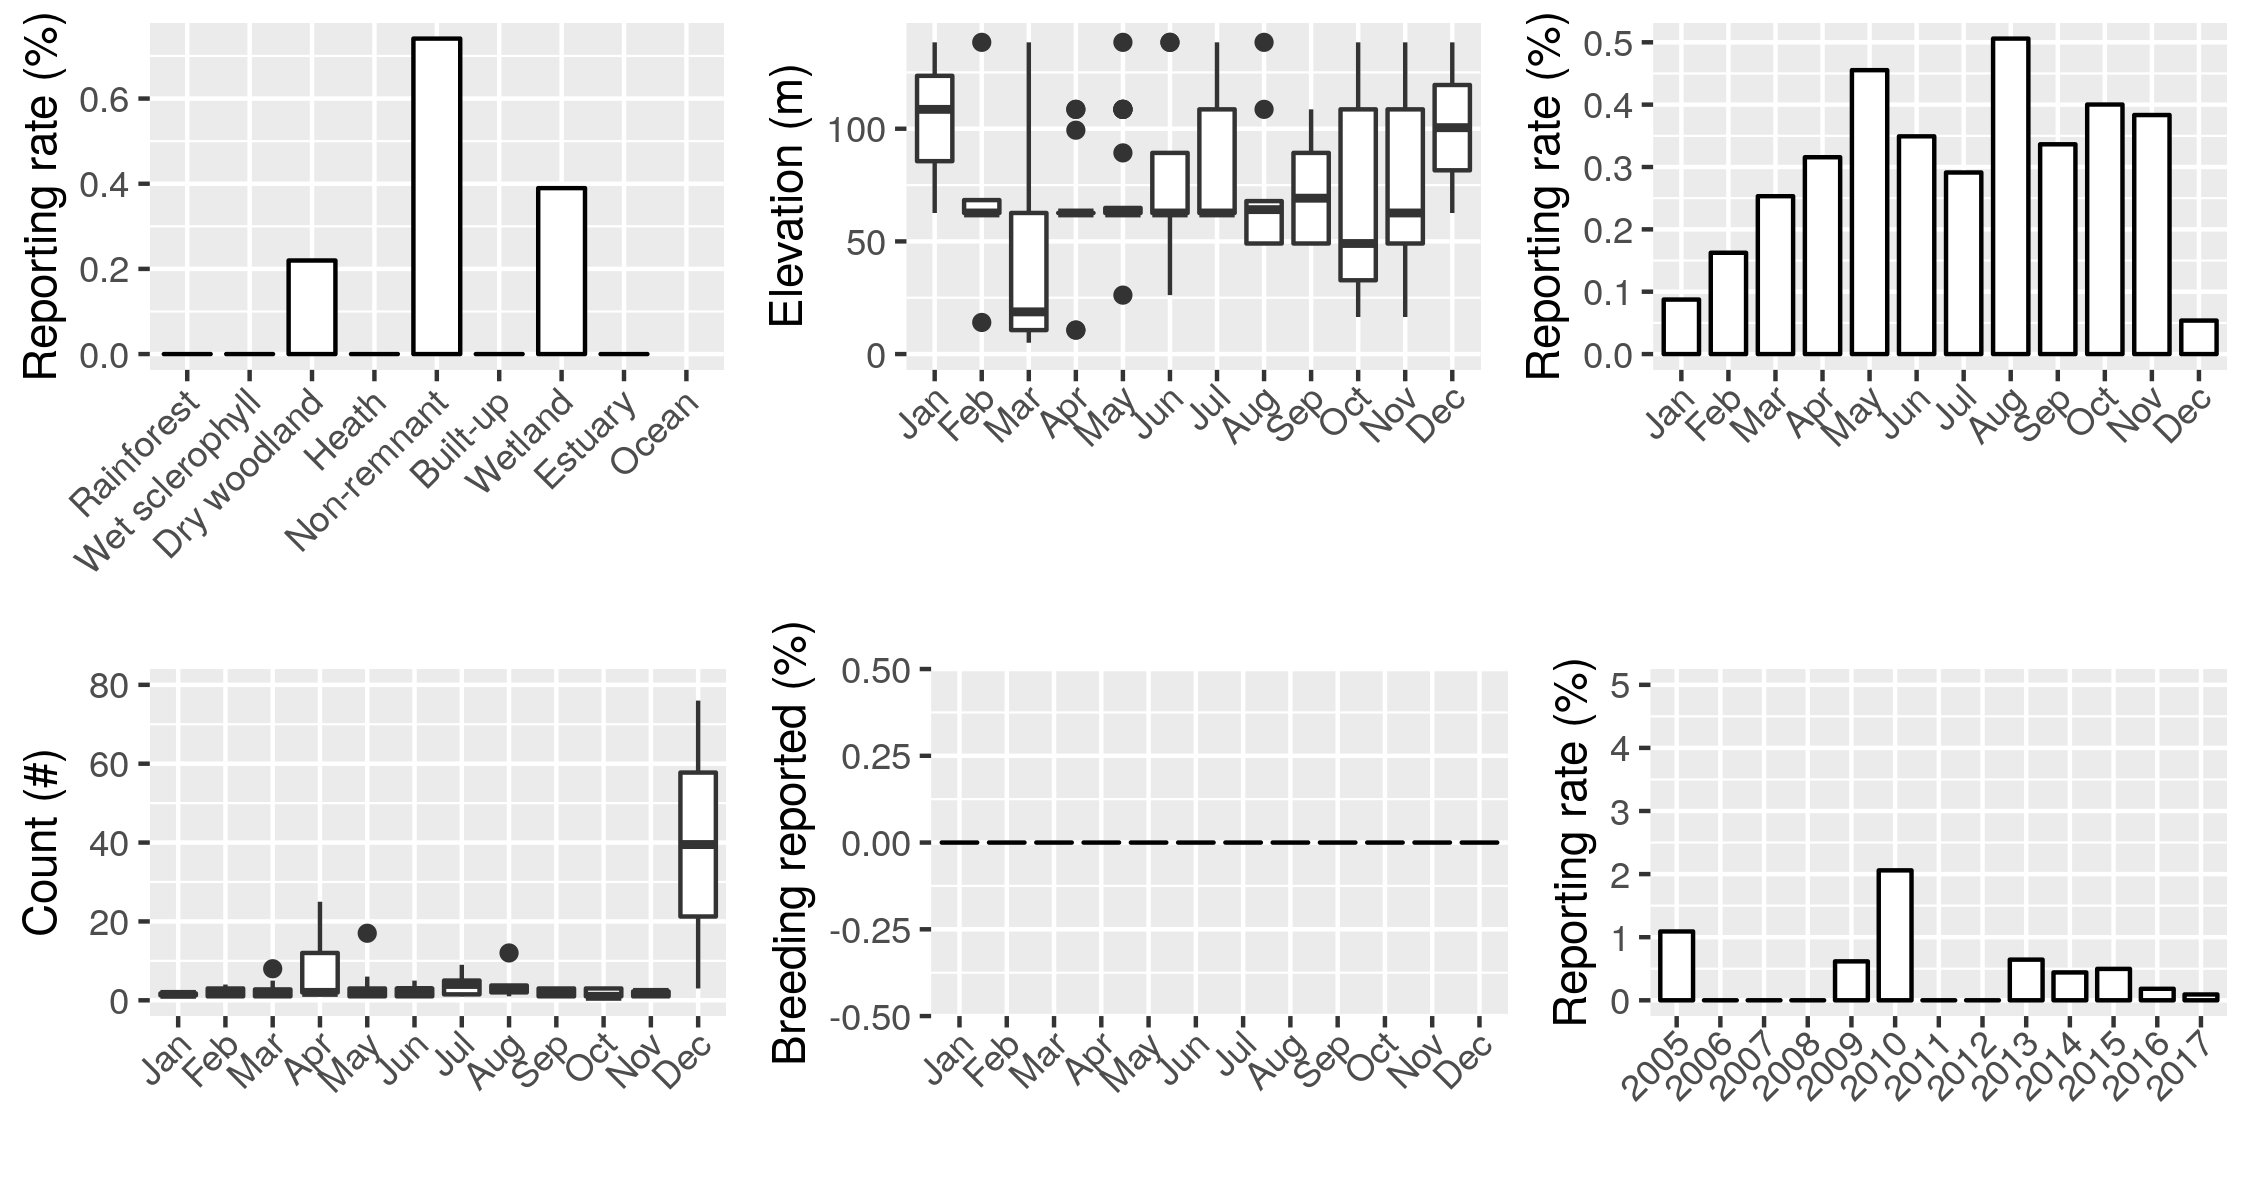 Reporting rate (%)
0.6
0.4
0.2
0.0
Rainforest
Wet sclerophyll
Dry woodland
Heath
Non-remnant
Built-up
Wetland
Estuary
Ocean
Elevation (m)
100
50
0
Jan
Feb
Mar
Apr
May
Jun
Jul
Aug
Sep
Oct
Nov
Dec
Reporting rate (%)
0.5
0.4
0.3
0.2
0.1
0.0
Jan
Feb
Mar
Apr
May
Jun
Jul
Aug
Sep
Oct
Nov
Dec
Count (#)
80
60
40
20
0
Jan
Feb
Mar
Apr
May
Jun
Jul
Aug
Sep
Oct
Nov
Dec
Breeding reported (%)
0.50
0.25
0.00
-0.25
-0.50
Jan
Feb
Mar
Apr
May
Jun
Jul
Aug
Sep
Oct
Nov
Dec
Reporting rate (%)
5
4
3
2
1
0
2005
2006
2007
2008
2009
2010
2011
2012
2013
2014
2015
2016
2017